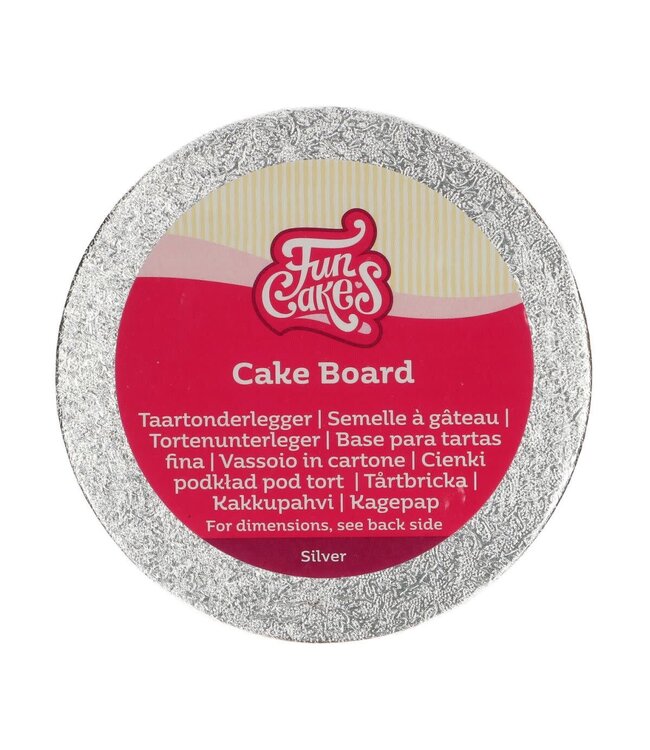 Fun
Cakes
Cake Board
Taartonderlegger | Semelle à gâteau |
Tortenunterleger | Base para tartas
fina | Vassoio in cartone | Cienki
podkład pod tort | Tårtbricka |
Kakkupahvi | Kagepap
For dimensions, see back side
Silver